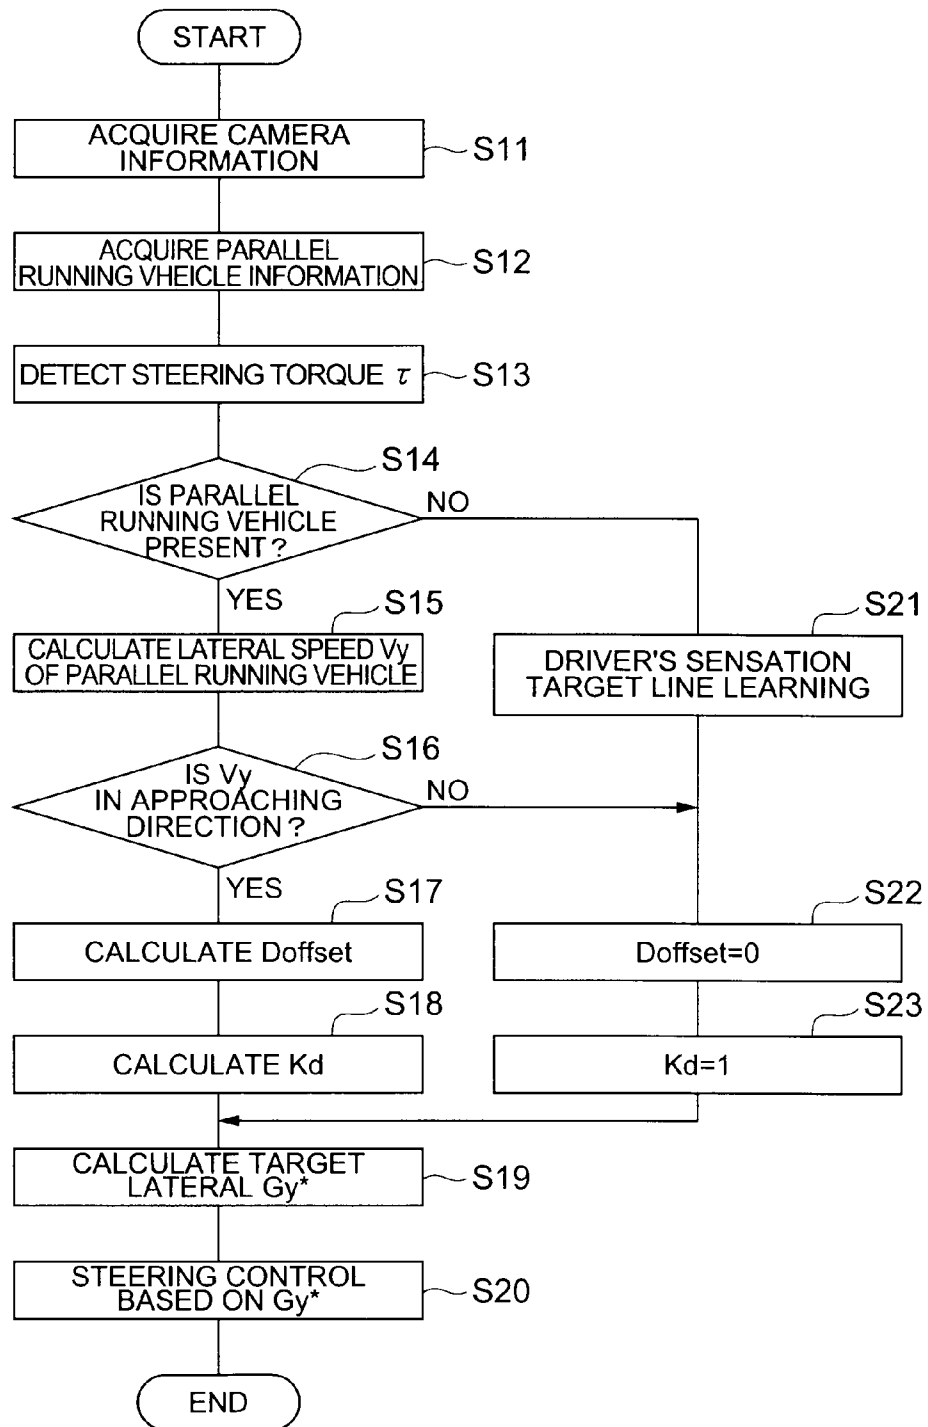 START
ACQUIRE CAMERA
INFORMATION
S11
ACQUIRE PARALLEL
RUNNING VHEICLE INFORMATION
S12
DETECT STEERING TORQUE τ
S13
S14
IS PARALLEL
RUNNING VEHICLE
PRESENT?
NO
YES
S15
CALCULATE LATERAL SPEED Vy
OF PARALLEL RUNNING VEHICLE
S21
DRIVER'S SENSATION
TARGET LINE LEARNING
S16
IS Vy
IN APPROACHING
DIRECTION?
NO
YES
S17
CALCULATE Doffset
S22
Doffset=0
S18
CALCULATE Kd
S23
Kd=1
CALCULATE TARGET
LATERAL Gy*
S19
STEERING CONTROL
BASED ON Gy*
S20
END